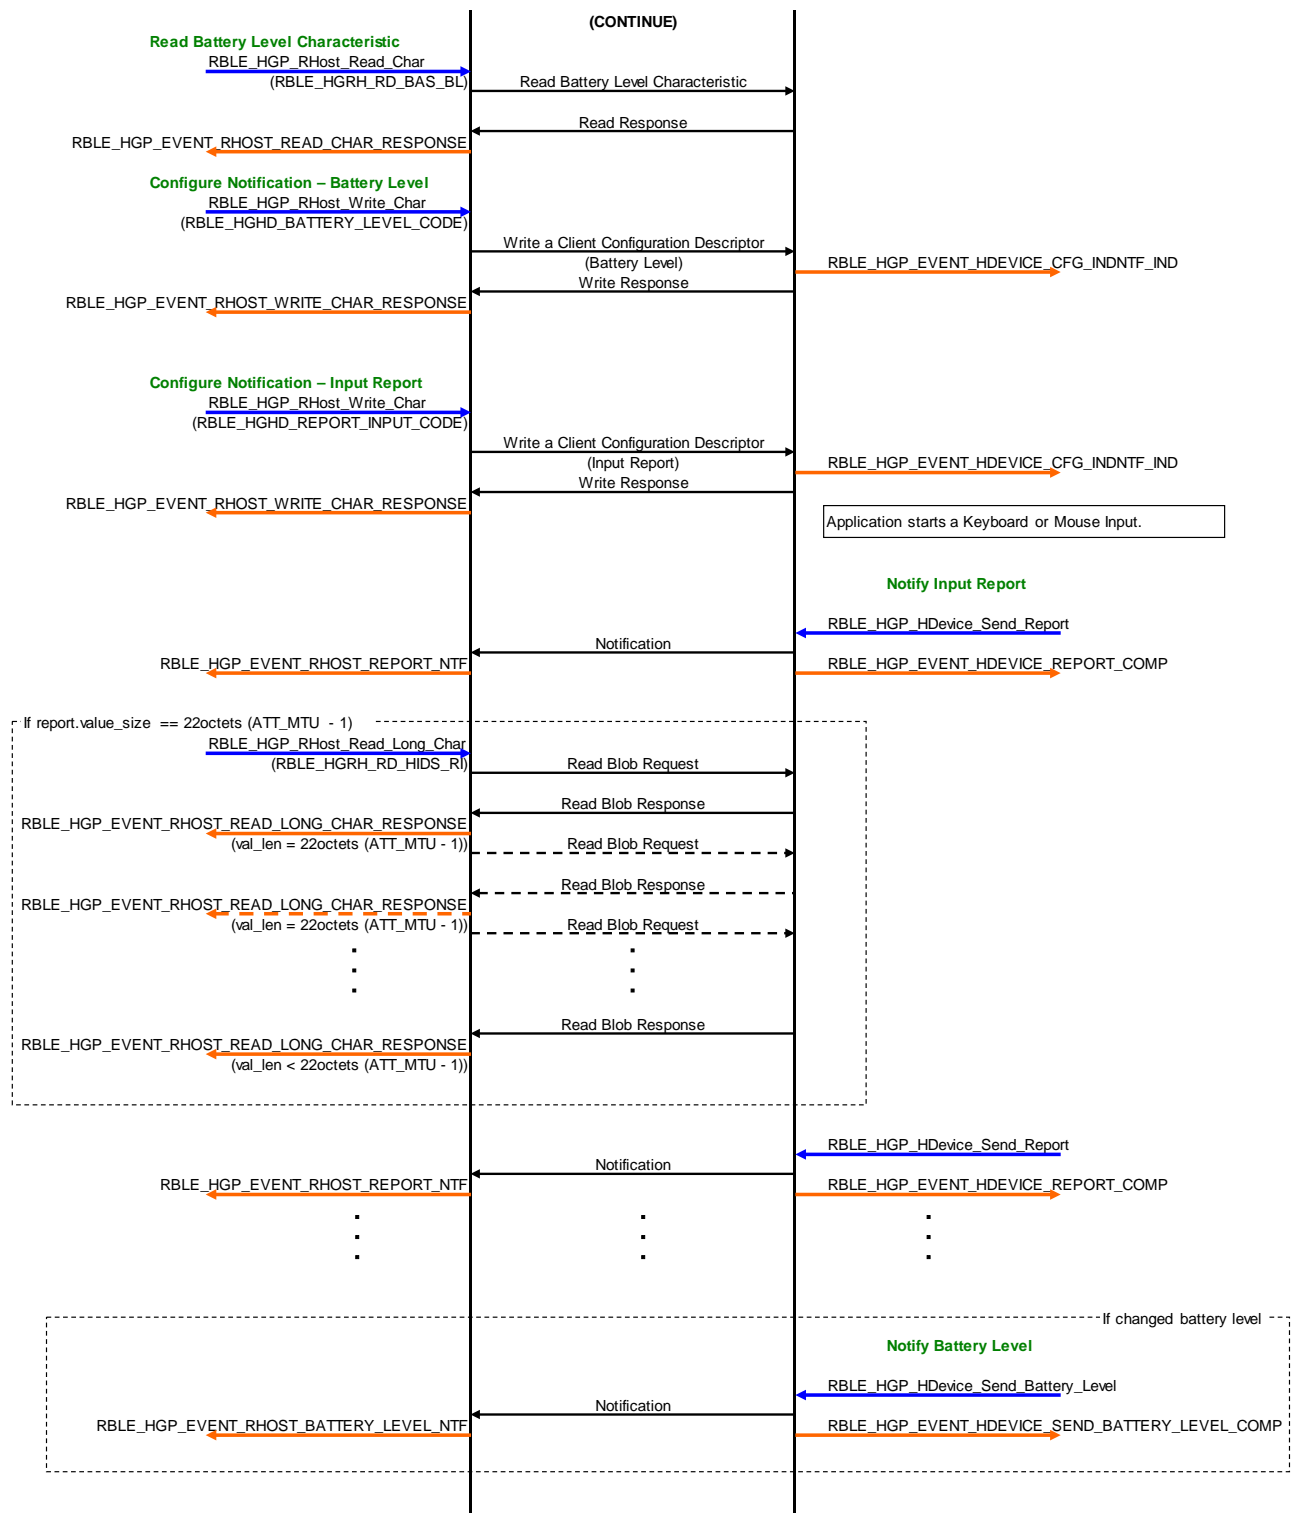 (CONTINUE)
Read Battery Level Characteristic
RBLE_HGP_RHost_Read_Char
(RBLE_HGRH_RD_BAS_BL)
Read Battery Level Characteristic
Read Response
RBLE_HGP_EVENT_RHOST_READ_CHAR_RESPONSE
Configure Notification – Battery Level
RBLE_HGP_RHost_Write_Char
(RBLE_HGHD_BATTERY_LEVEL_CODE)
Write a Client Configuration Descriptor
(Battery Level)
RBLE_HGP_EVENT_HDEVICE_CFG_INDNTF_IND
Write Response
RBLE_HGP_EVENT_RHOST_WRITE_CHAR_RESPONSE
Configure Notification – Input Report
RBLE_HGP_RHost_Write_Char
(RBLE_HGHD_REPORT_INPUT_CODE)
Write a Client Configuration Descriptor
(Input Report)
RBLE_HGP_EVENT_HDEVICE_CFG_INDNTF_IND
Write Response
RBLE_HGP_EVENT_RHOST_WRITE_CHAR_RESPONSE
Application starts a Keyboard or Mouse Input.
Notify Input Report
RBLE_HGP_HDevice_Send_Report
Notification
RBLE_HGP_EVENT_RHOST_REPORT_NTF
RBLE_HGP_EVENT_HDEVICE_REPORT_COMP
If report.value_size == 22octets (ATT_MTU - 1)
RBLE_HGP_RHost_Read_Long_Char
(RBLE_HGRH_RD_HIDS_RI)
Read Blob Request
Read Blob Response
RBLE_HGP_EVENT_RHOST_READ_LONG_CHAR_RESPONSE
(val_len = 22octets (ATT_MTU - 1))
Read Blob Request
Read Blob Response
RBLE_HGP_EVENT_RHOST_READ_LONG_CHAR_RESPONSE
(val_len = 22octets (ATT_MTU - 1))
Read Blob Request
Read Blob Response
RBLE_HGP_EVENT_RHOST_READ_LONG_CHAR_RESPONSE
(val_len < 22octets (ATT_MTU - 1))
RBLE_HGP_HDevice_Send_Report
Notification
RBLE_HGP_EVENT_RHOST_REPORT_NTF
RBLE_HGP_EVENT_HDEVICE_REPORT_COMP
If changed battery level
Notify Battery Level
RBLE_HGP_HDevice_Send_Battery_Level
Notification
RBLE_HGP_EVENT_RHOST_BATTERY_LEVEL_NTF
RBLE_HGP_EVENT_HDEVICE_SEND_BATTERY_LEVEL_COMP